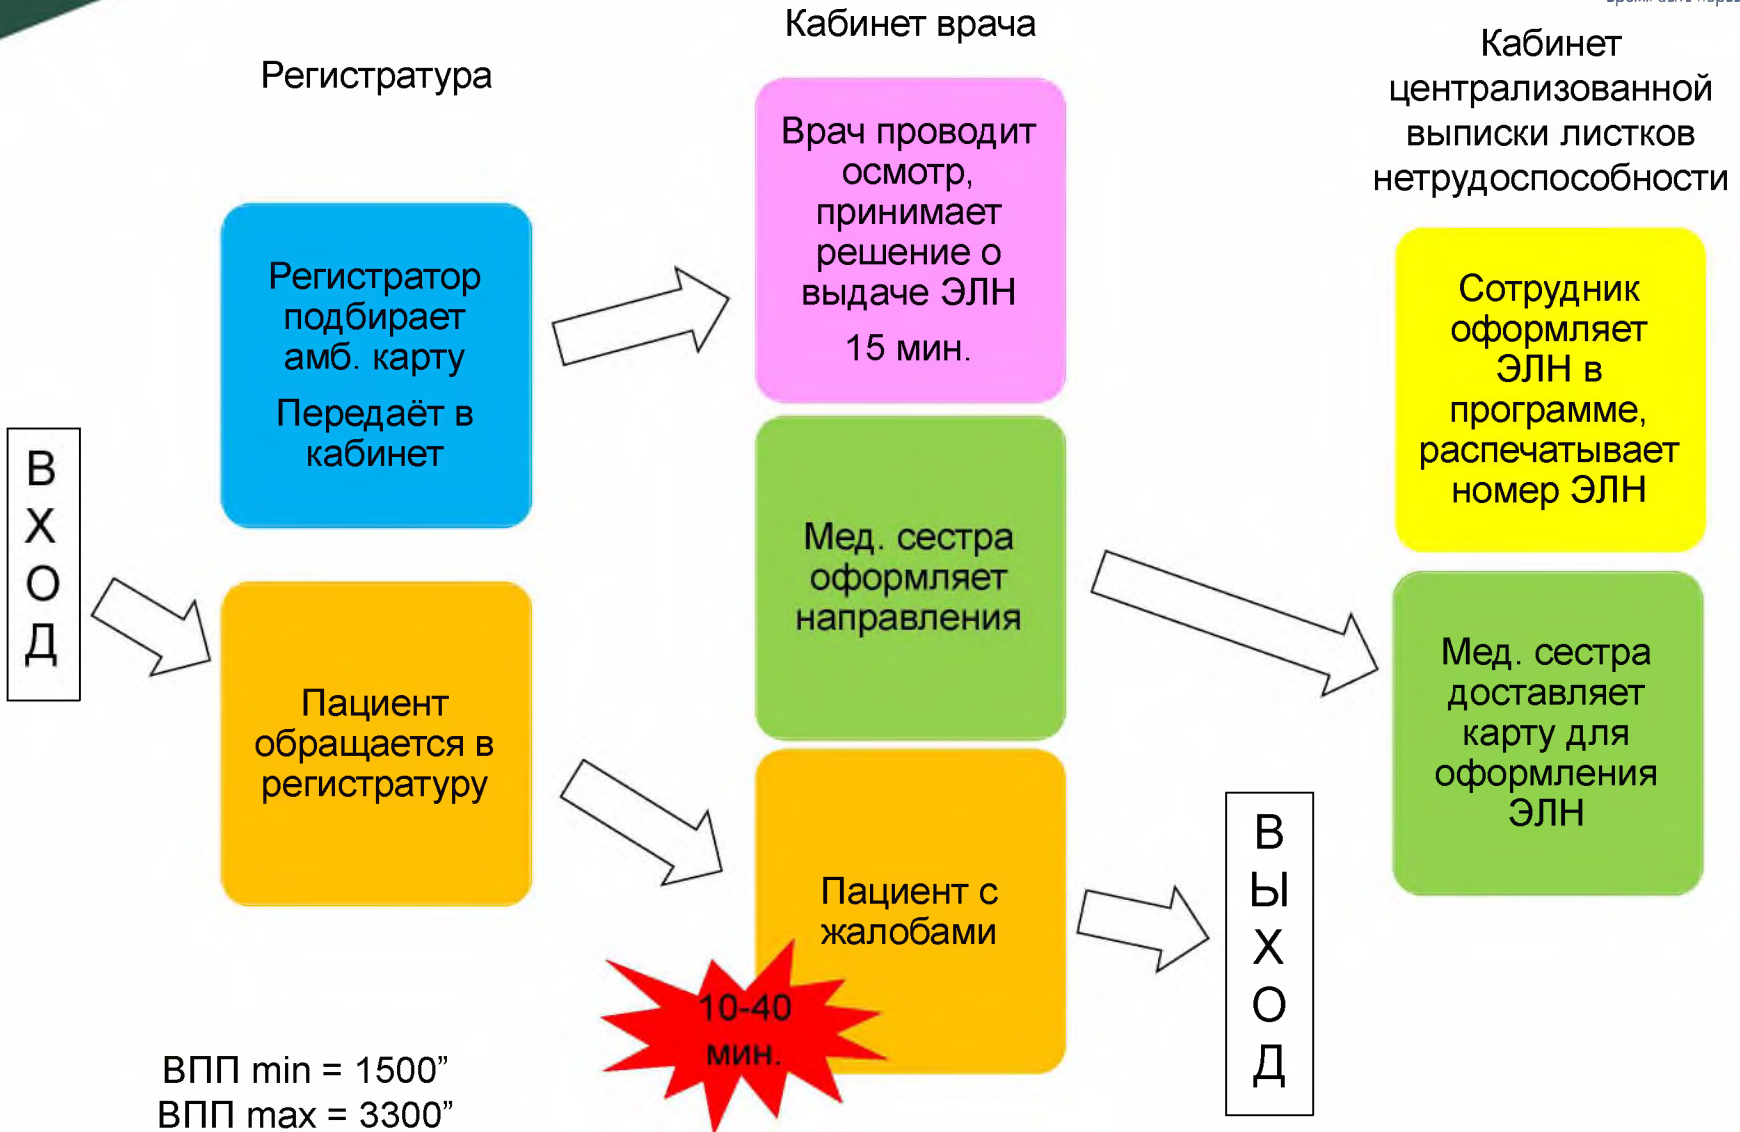 Регистратура
Кабинет врача
Кабинет
централизованной
выписки листков
нетрудоспособности
В
Х
О
Д
Регистратор
подбирает
амб. карту
Передаёт в
кабинет
Пациент
обращается в
регистратуру
Врач проводит
осмотр,
принимает
решение о
выдаче ЭЛН
15 мин.
Мед. сестра
оформляет
направления
Пациент с
жалобами
10-40
мин.
Сотрудник
оформляет
ЭЛН в
программе,
распечатывает
номер ЭЛН
Мед. сестра
доставляет
карту для
оформления
ЭЛН
В
Ы
Х
О
Д
ВПП min = 1500”
ВПП max = 3300”